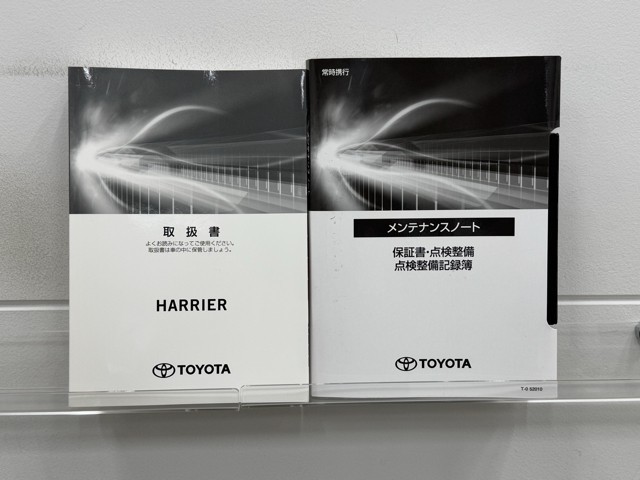 取扱書
よくお読みになってご使用ください。
取扱書は車の中に保管しましょう。
HARRIER
TOYOTA
常時携行
メンテナンスノート
保証書・点検整備
点検整備記録簿
TOYOTA